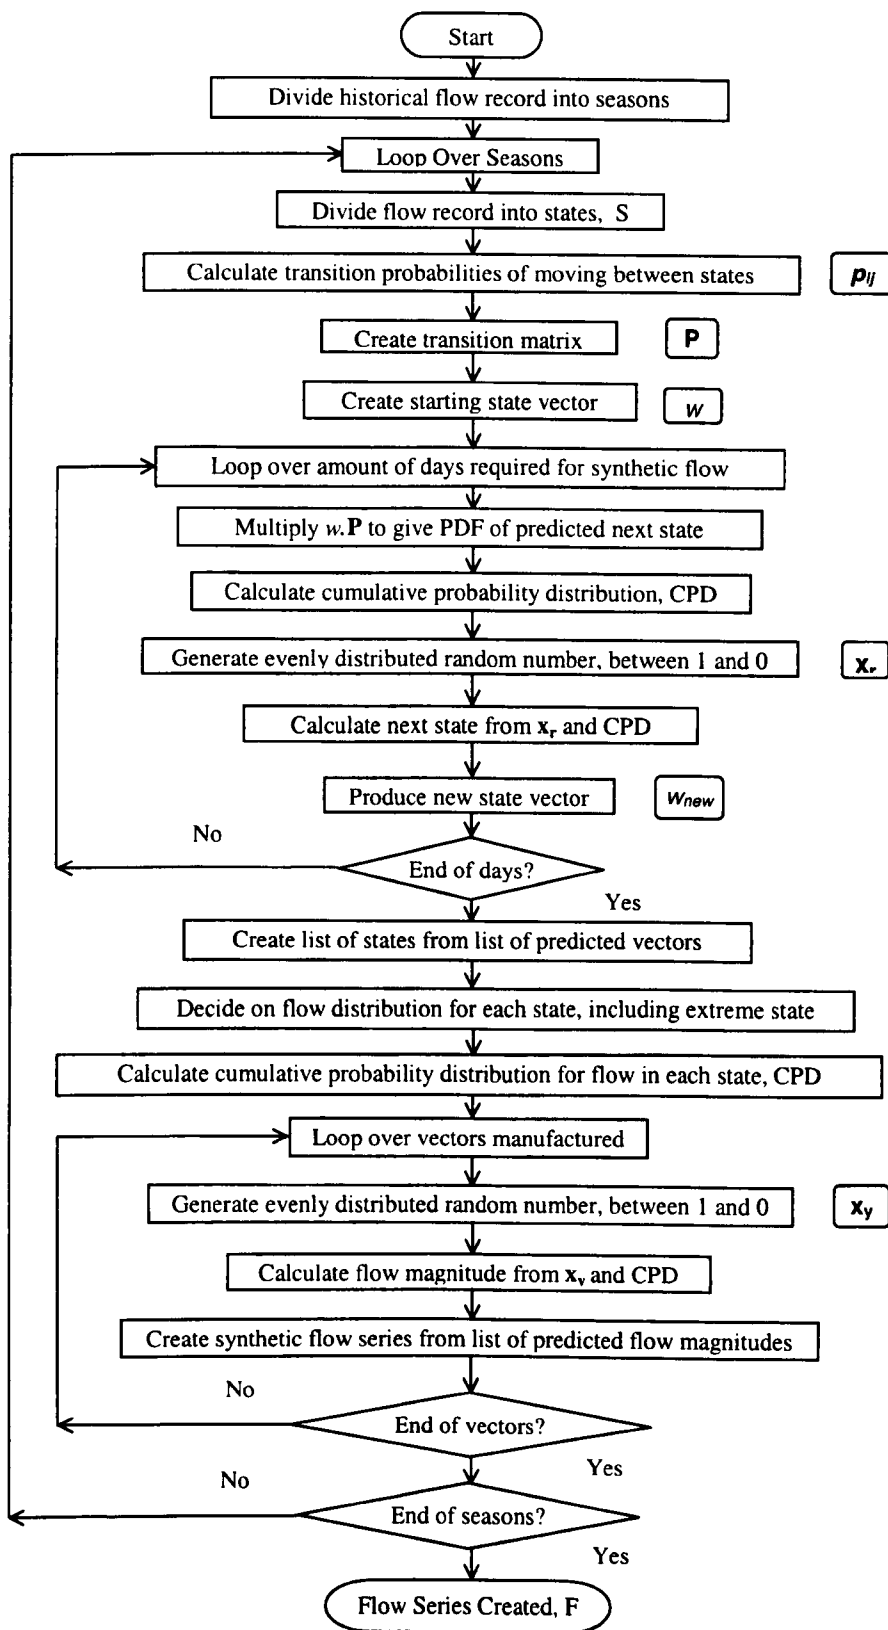 Start
Divide historical flow record into seasons
Loop Over Seasons
Divide flow record into states, S
Calculate transition probabilities of moving between states
pij
Create transition matrix
P
Create starting state vector
w
Loop over amount of days required for synthetic flow
Multiply w.P to give PDF of predicted next state
Calculate cumulative probability distribution, CPD
Generate evenly distributed random number, between 1 and 0
xr
Calculate next state from xr and CPD
Produce new state vector
wnew
No
End of days?
Yes
Create list of states from list of predicted vectors
Decide on flow distribution for each state, including extreme state
Calculate cumulative probability distribution for flow in each state, CPD
Loop over vectors manufactured
Generate evenly distributed random number, between 1 and 0
xy
Calculate flow magnitude from xy and CPD
Create synthetic flow series from list of predicted flow magnitudes
No
End of vectors?
Yes
No
End of seasons?
Yes
Flow Series Created, F